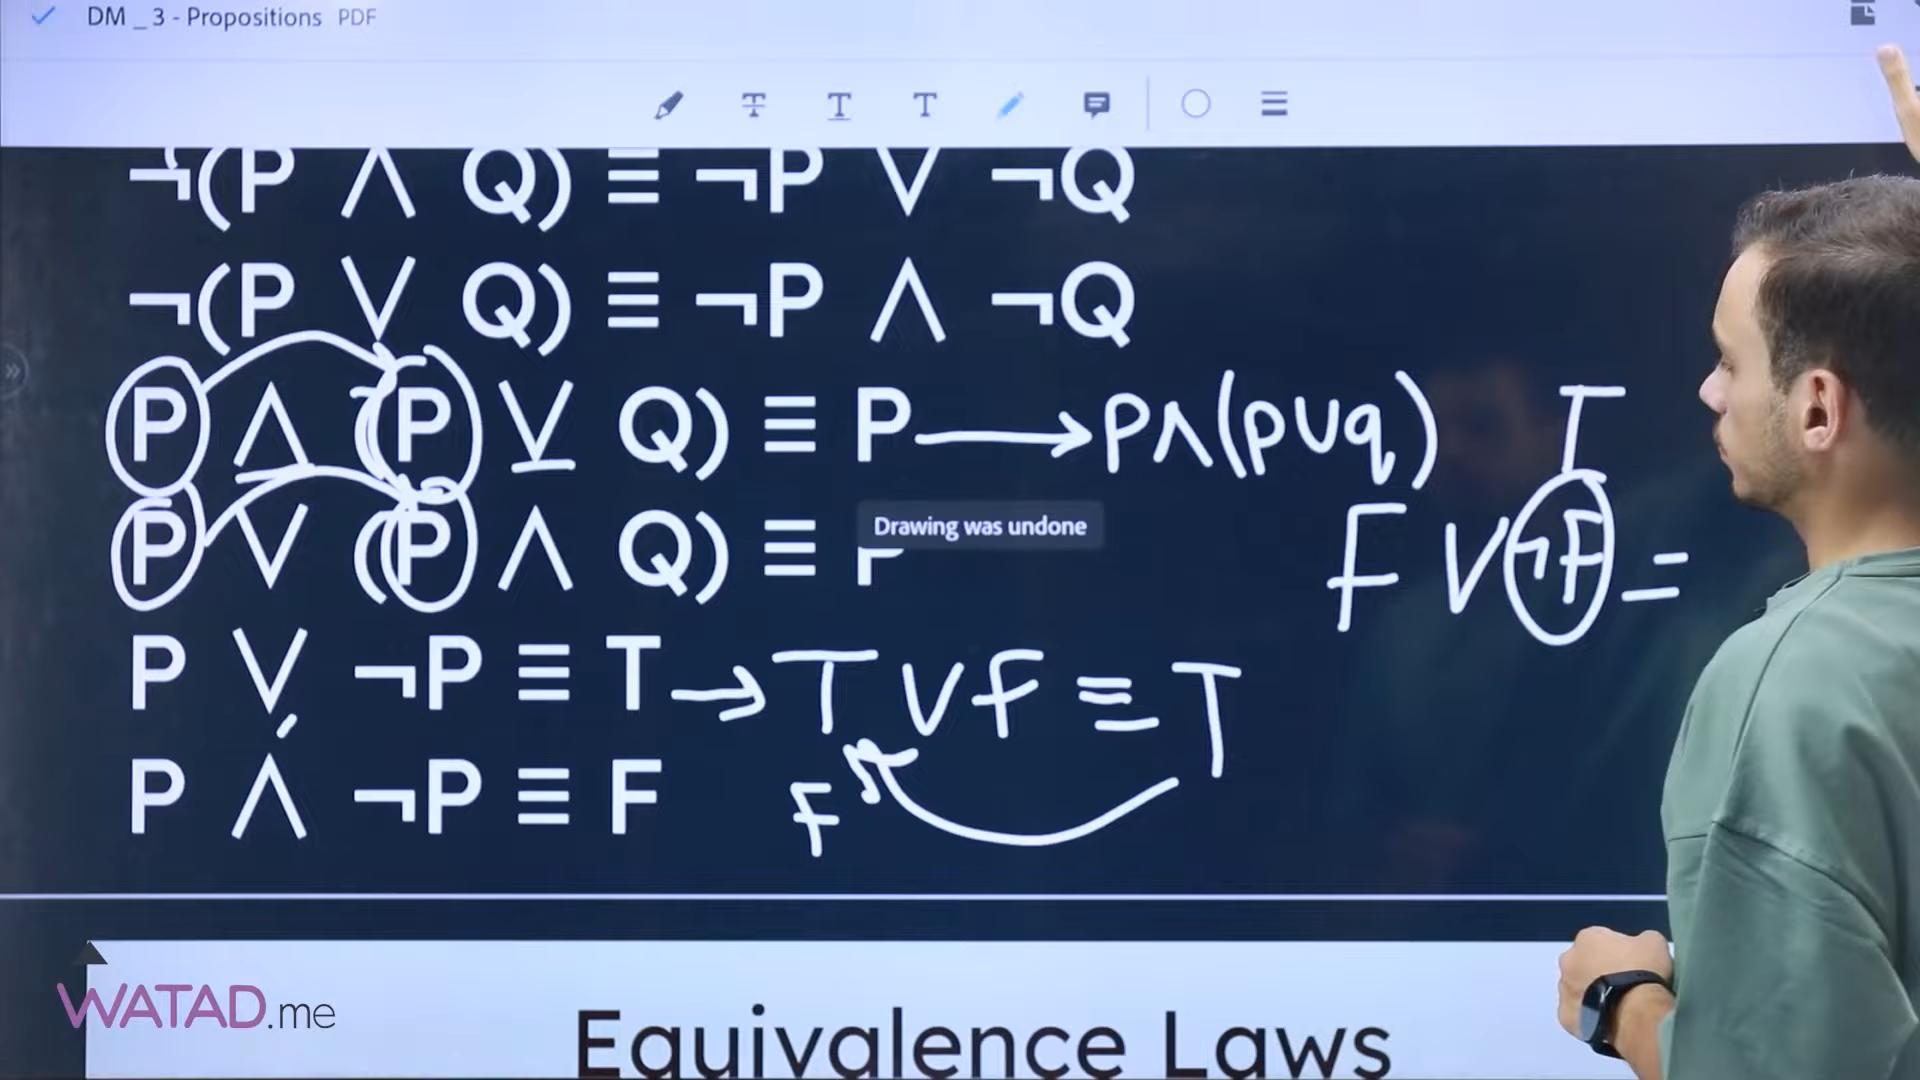 DM _ 3 - Propositions PDF
¬(P ∧ Q) ≡ ¬P ∨ ¬Q
¬(P ∨ Q) ≡ ¬P ∧ ¬Q
P ∧ (P ∨ Q) ≡ P → P∧(P∨q) T
P ∨ (P ∧ Q) ≡ P F ∨ ¬F =
Drawing was undone
P ∨ ¬P ≡ T → T ∨ F ≡ T
P ∧ ¬P ≡ F F
WATAD.me
Equivalence Laws